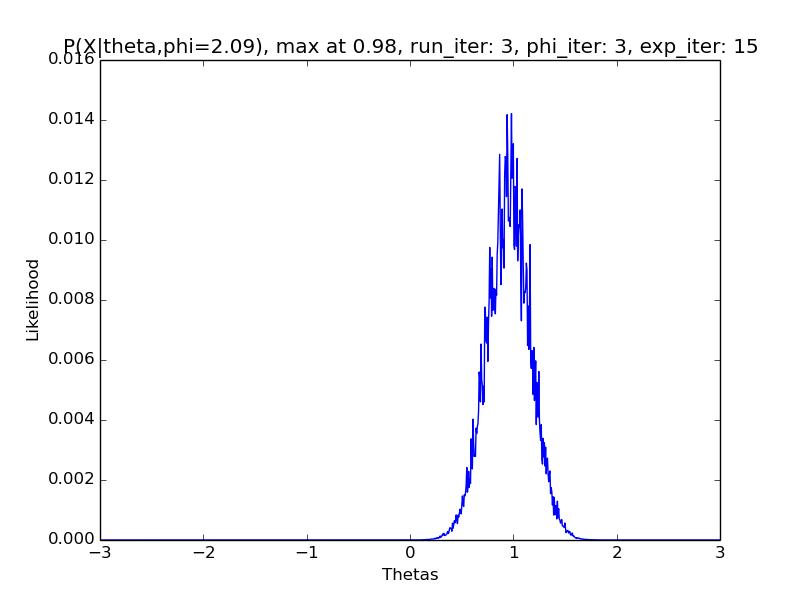 P(X|theta,phi=2.09), max at 0.98, run_iter: 3, phi_iter: 3, exp_iter: 15
0.016
0.014
0.012
0.010
0.008
0.006
0.004
0.002
0.000
Likelihood
−3 −2 −1 0 1 2 3
Thetas